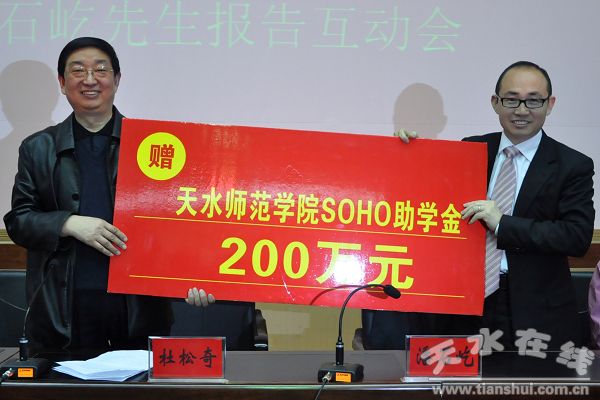 石屹先生报告互动会
赠
天水师范学院SOHO助学金
200万元
杜松奇
屹
天水在线
www.tianshui.com.cn